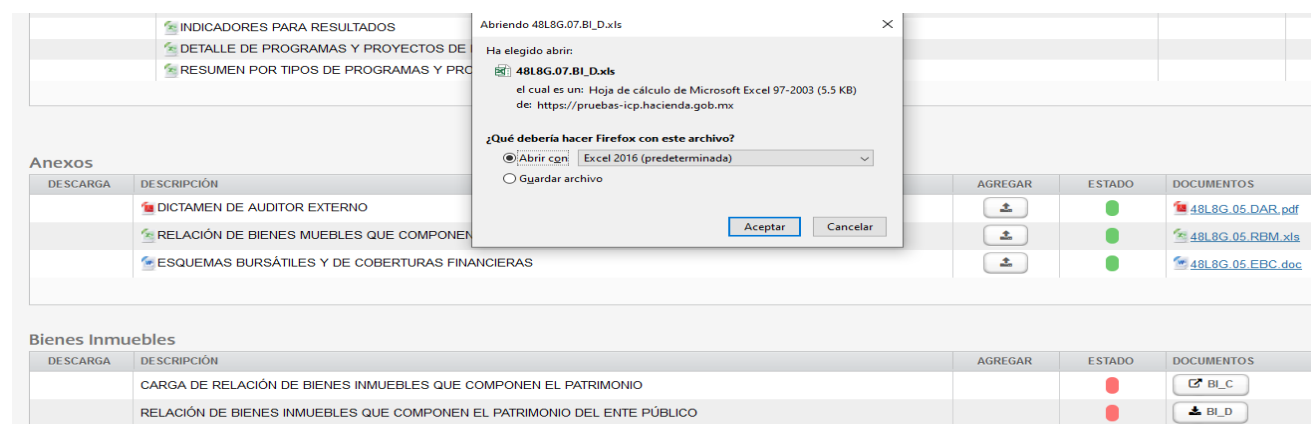 INDICADORES PARA RESULTADOS
DETALLE DE PROGRAMAS Y PROYECTOS DE
RESUMEN POR TIPOS DE PROGRAMAS Y PRO
Abriendo 48L8G.07.BI_D.xls
Ha elegido abrir:
48L8G.07.BI_D.xls
el cual es un: Hoja de cálculo de Microsoft Excel 97-2003 (5.5 KB)
de: https://pruebas-icp.hacienda.gob.mx
¿Qué debería hacer Firefox con este archivo?
Abrir con Excel 2016 (predeterminada)
Guardar archivo
Aceptar Cancelar
Anexos
DESCARGA DESCRIPCIÓN AGREGAR ESTADO DOCUMENTOS
DICTAMEN DE AUDITOR EXTERNO 48L8G.05.DAR.pdf
RELACIÓN DE BIENES MUEBLES QUE COMPONEN 48L8G.05.RBM.xls
ESQUEMAS BURSÁTILES Y DE COBERTURAS FINANCIERAS 48L8G.05.EBC.doc
Bienes Inmuebles
DESCARGA DESCRIPCIÓN AGREGAR ESTADO DOCUMENTOS
CARGA DE RELACIÓN DE BIENES INMUEBLES QUE COMPONEN EL PATRIMONIO BI_C
RELACIÓN DE BIENES INMUEBLES QUE COMPONEN EL PATRIMONIO DEL ENTE PÚBLICO BI_D